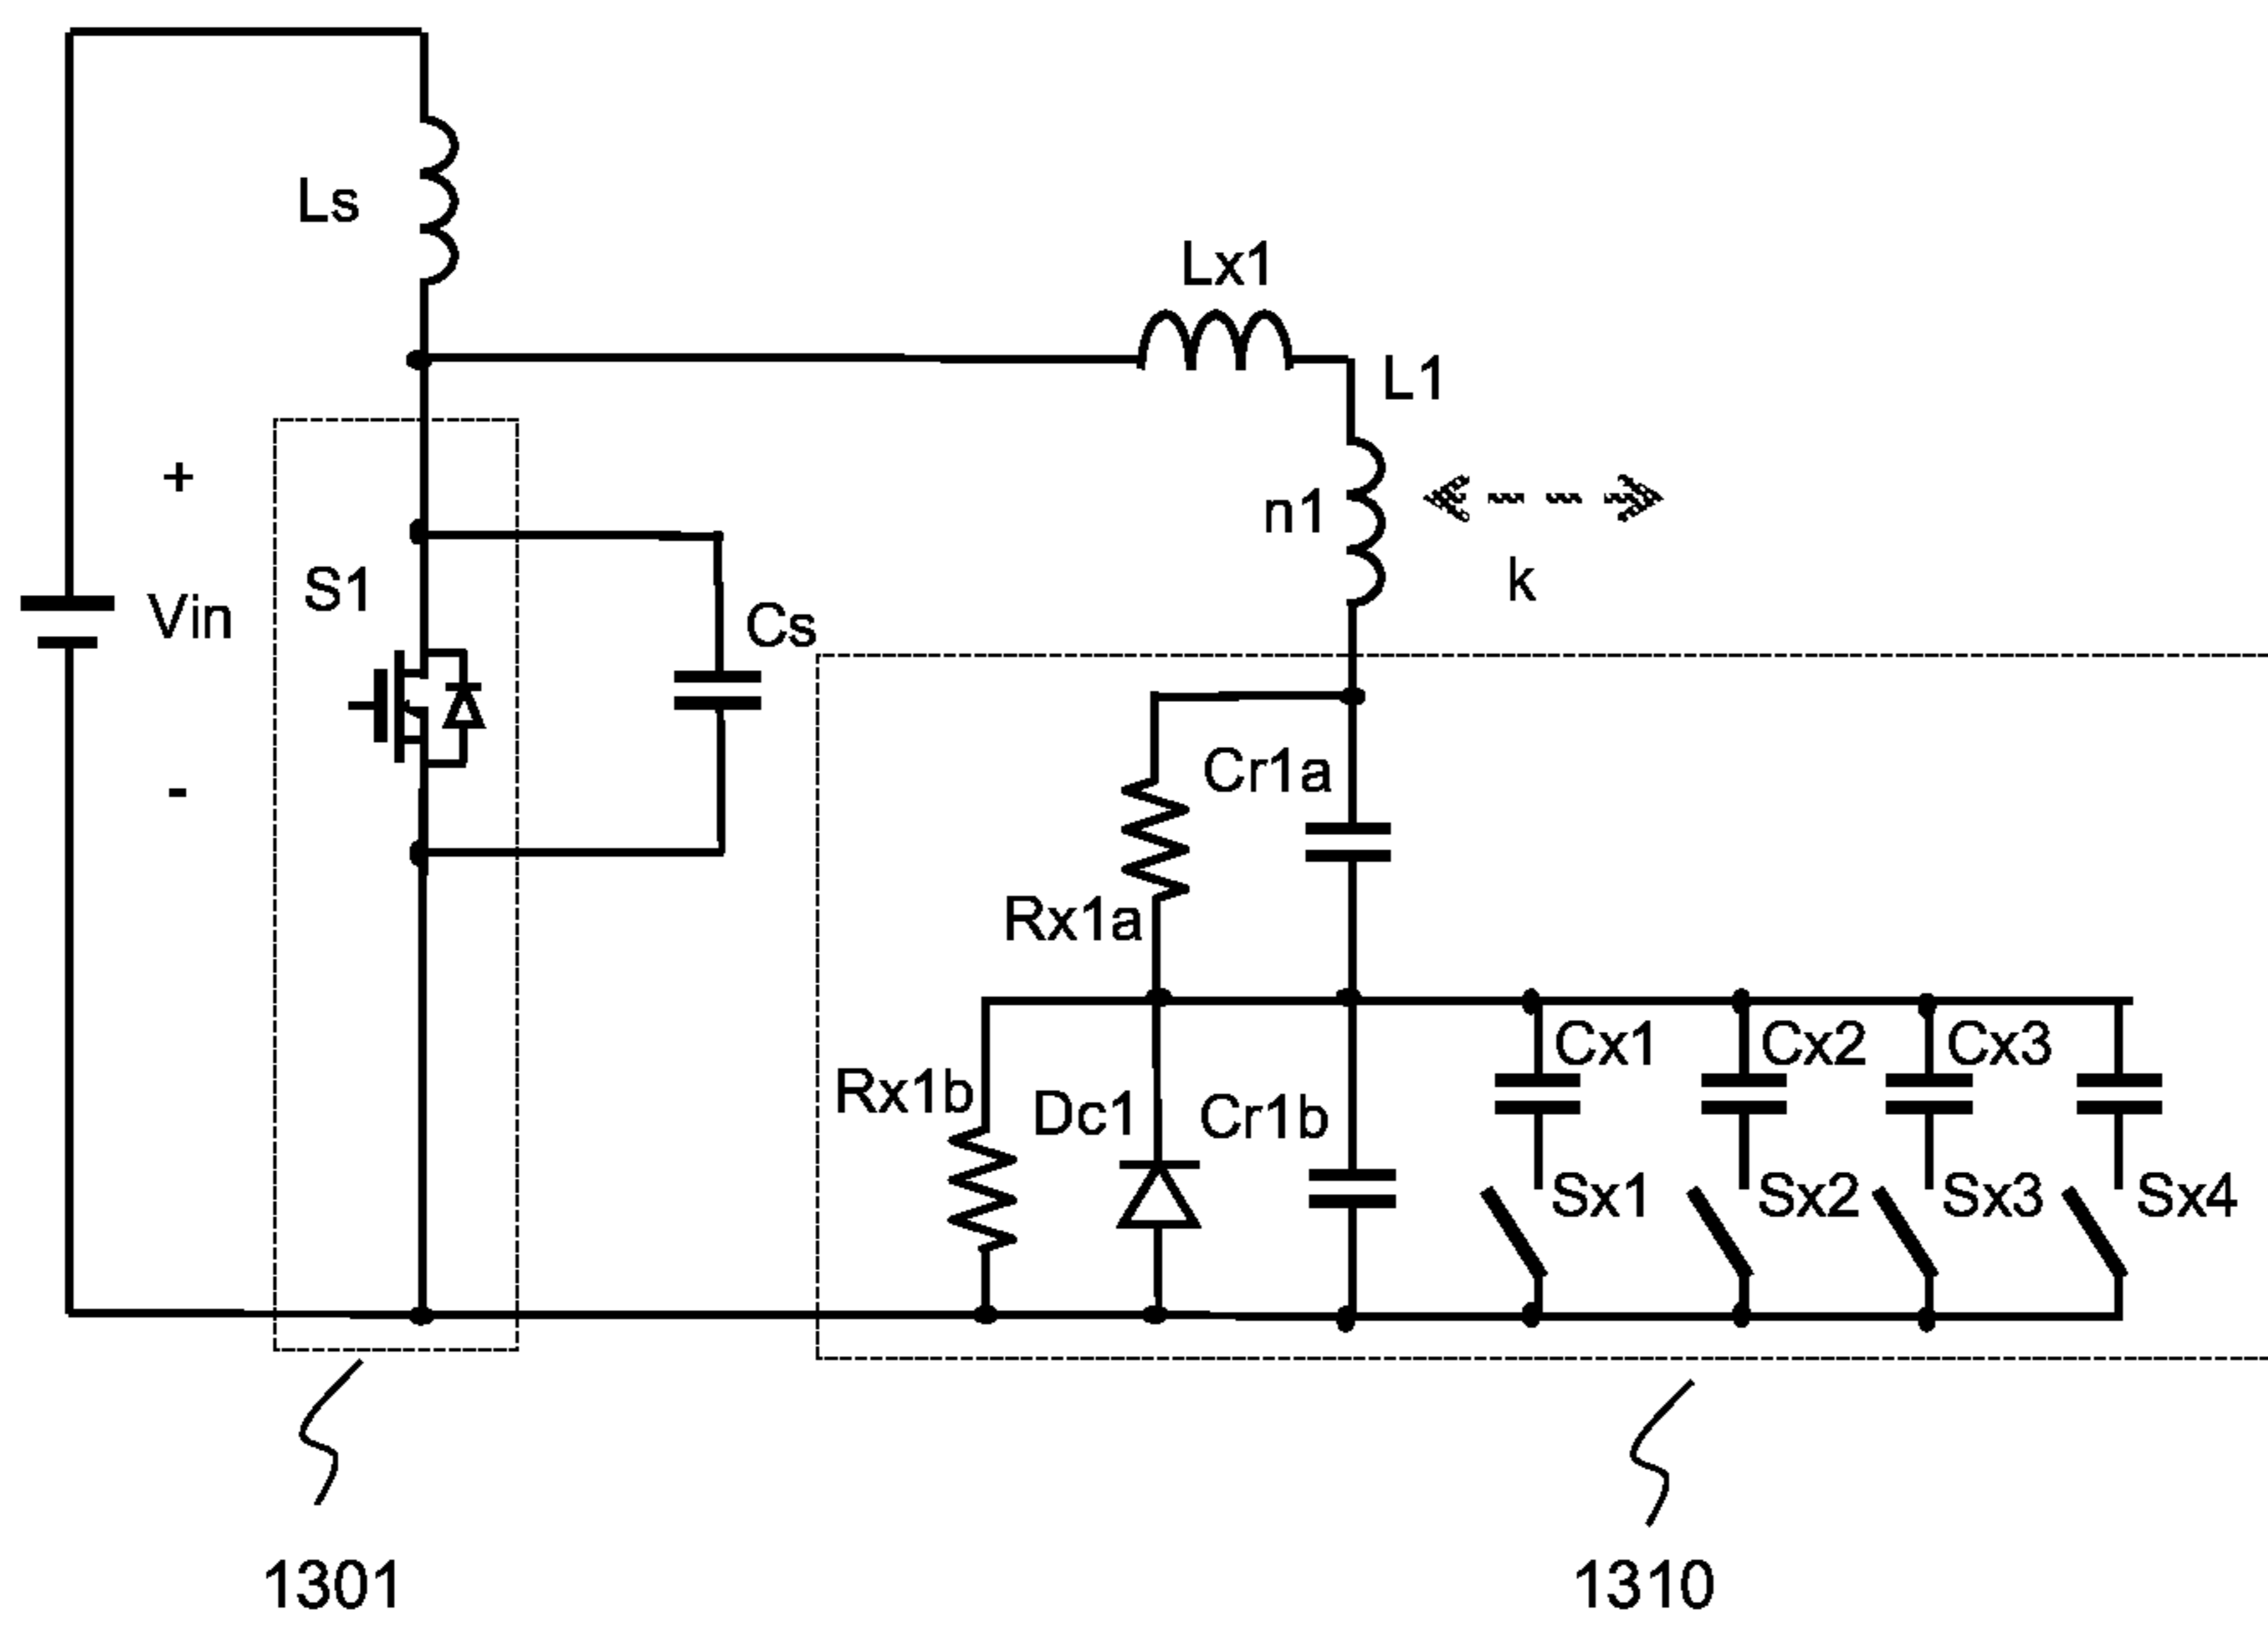 Ls
Lx1
L1
+
n1
k
S1
Vin
Cs
-
Cr1a
Rx1a
Cx1
Cx2
Cx3
Rx1b
Dc1
Cr1b
Sx1
Sx2
Sx3
Sx4
1301
1310